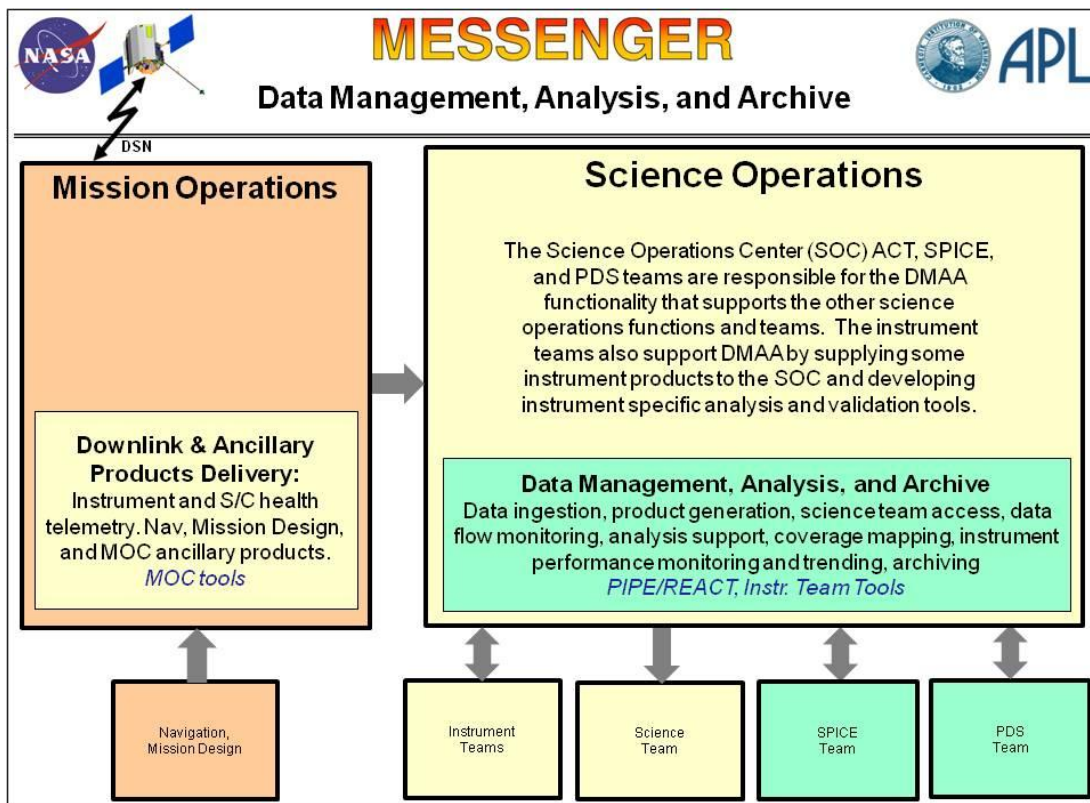 NASA
MESSENGER
CARNEGIE INSTITUTION OF WASHINGTON
1902
APL
Data Management, Analysis, and Archive
DSN
Mission Operations
Downlink & Ancillary
Products Delivery:
Instrument and S/C health
telemetry. Nav, Mission Design,
and MOC ancillary products.
MOC tools
Science Operations
The Science Operations Center (SOC) ACT, SPICE,
and PDS teams are responsible for the DMAA
functionality that supports the other science
operations functions and teams.  The instrument
teams also support DMAA by supplying some
instrument products to the SOC and developing
instrument specific analysis and validation tools.
Data Management, Analysis, and Archive
Data ingestion, product generation, science team access, data
flow monitoring, analysis support, coverage mapping, instrument
performance monitoring and trending, archiving
PIPE/REACT, Instr. Team Tools
Navigation,
Mission Design
Instrument
Teams
Science
Team
SPICE
Team
PDS
Team